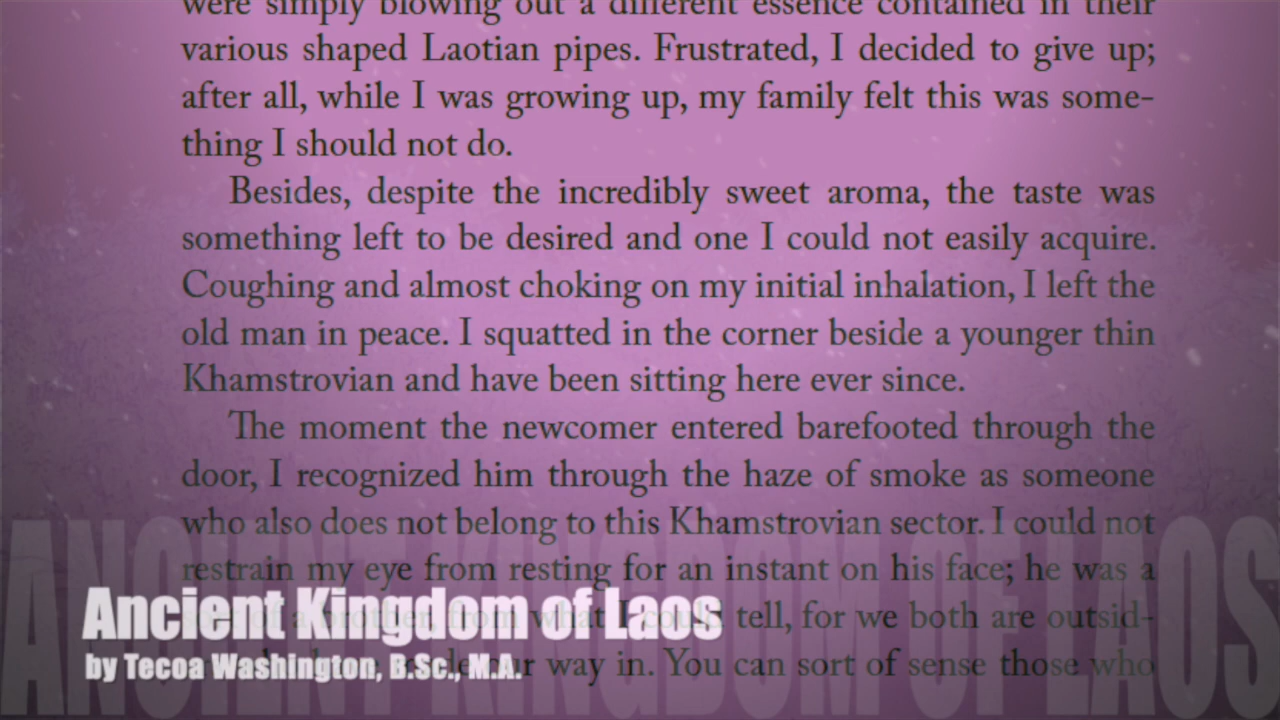 were simply blowing out a different essence contained in their
various shaped Laotian pipes. Frustrated, I decided to give up;
after all, while I was growing up, my family felt this was some-
thing I should not do.
Besides, despite the incredibly sweet aroma, the taste was
something left to be desired and one I could not easily acquire.
Coughing and almost choking on my initial inhalation, I left the
old man in peace. I squatted in the corner beside a younger thin
Khamstrovian and have been sitting here ever since.
The moment the newcomer entered barefooted through the
door, I recognized him through the haze of smoke as someone
who also does not belong to this Khamstrovian sector. I could not
restrain my eye from resting for an instant on his face; he was a
of a brother, from what I could tell, for we both are outsid-
way in. You can sort of sense those who
ANCIENT KINGDOM OF LAOS
Ancient Kingdom of Laos
by Tecoa Washington, B.Sc., M.A.